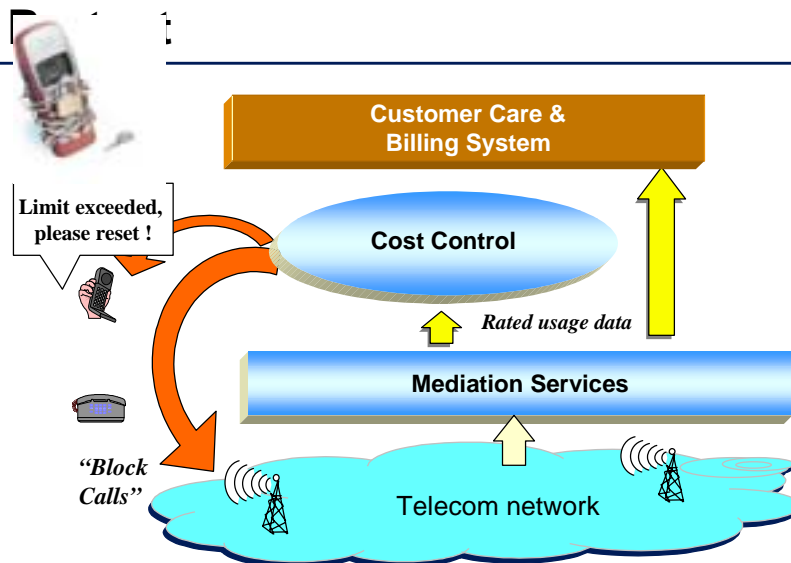 Customer Care &
Billing System
Limit exceeded,
please reset !
Cost Control
Rated usage data
Mediation Services
“Block
Calls”
Telecom network